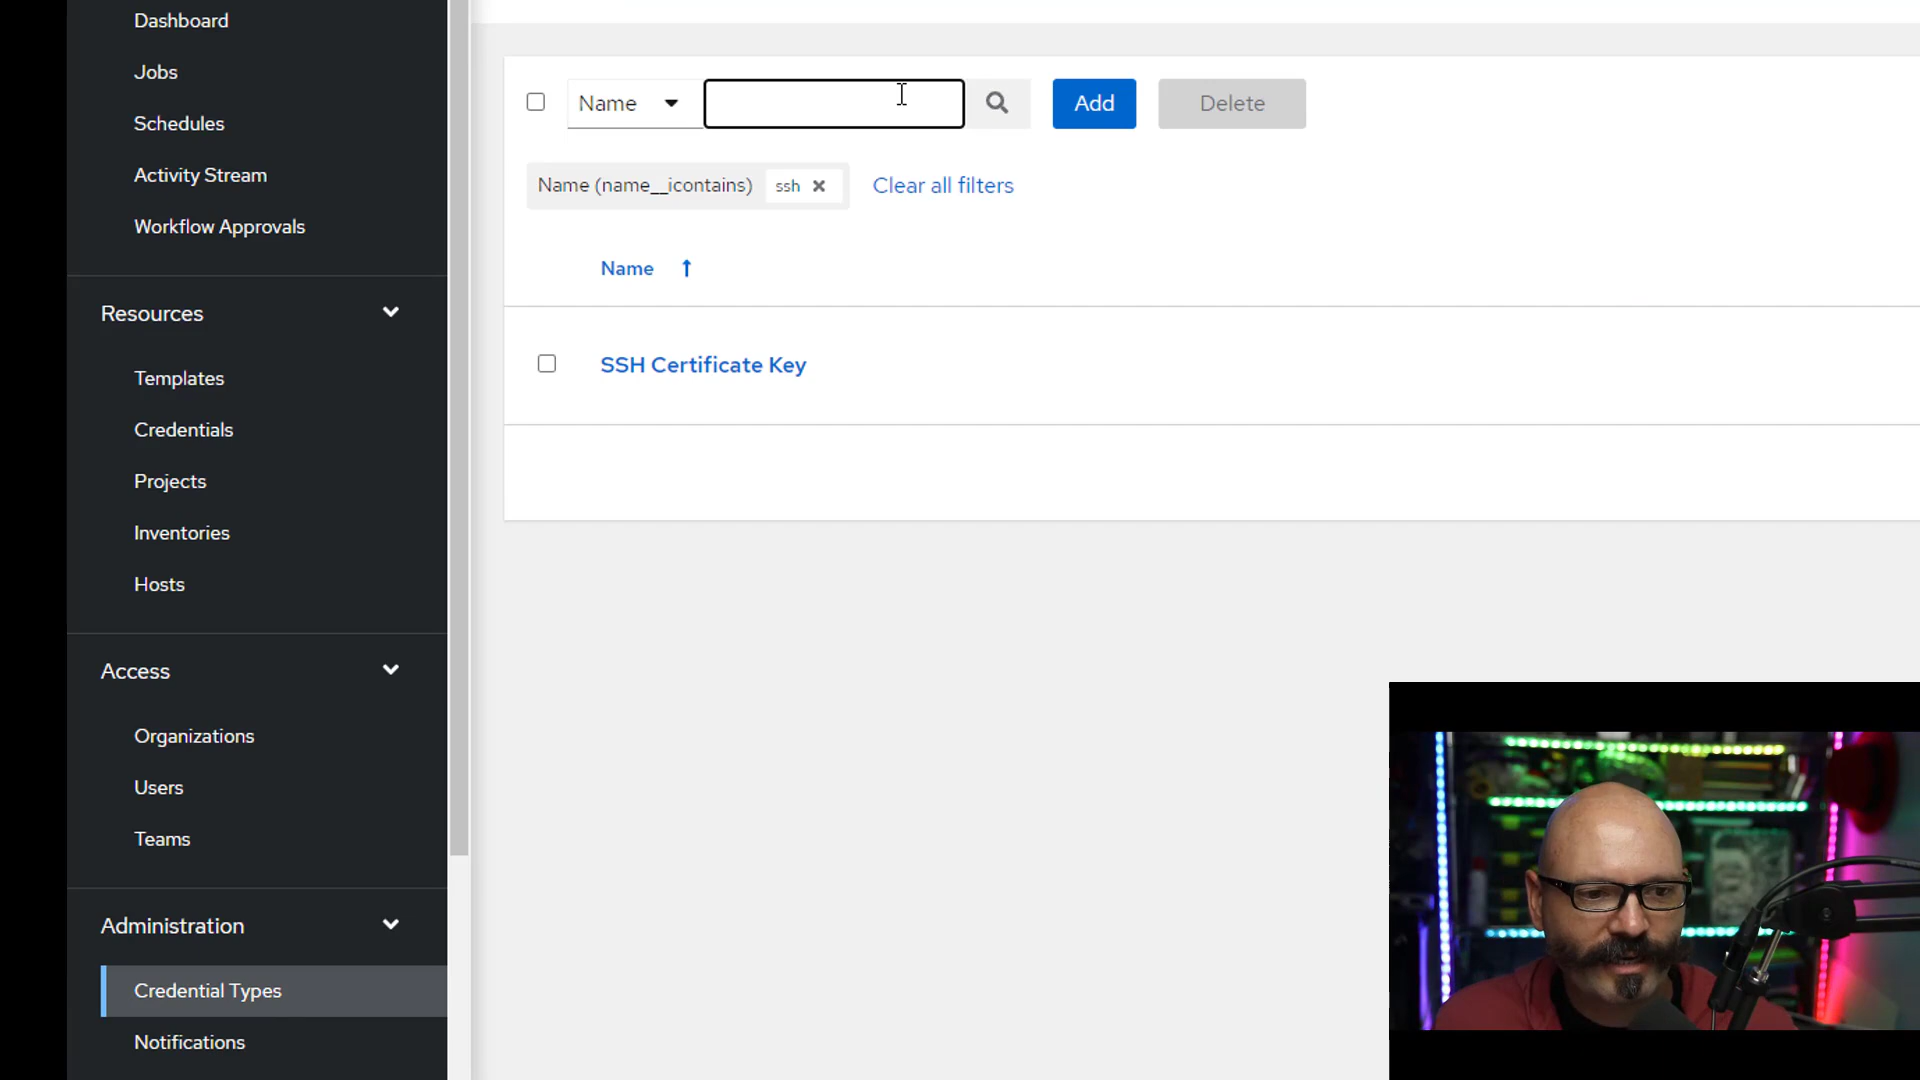 Dashboard
Jobs
Schedules
Activity Stream
Workflow Approvals
Resources
Templates
Credentials
Projects
Inventories
Hosts
Access
Organizations
Users
Teams
Administration
Credential Types
Notifications
Name
Add
Delete
Name (name__icontains) ssh
Clear all filters
Name
SSH Certificate Key